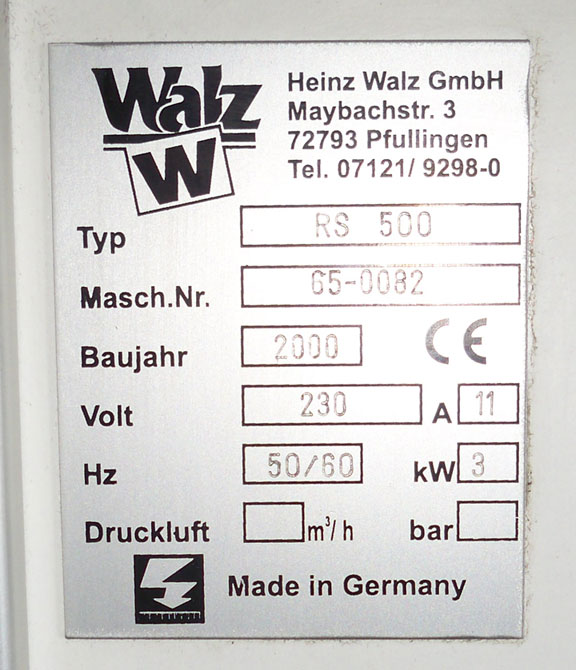 Walz
W
Heinz Walz GmbH
Maybachstr. 3
72793 Pfullingen
Tel. 07121/ 9298-0
Typ RS 500
Masch.Nr. 65-0082
Baujahr 2000 CE
Volt 230 A 11
Hz 50/60 kW 3
Druckluft m³/h bar
Made in Germany